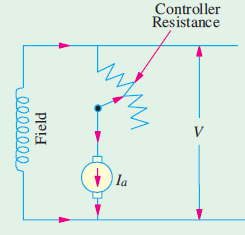 Controller
Resistance
Field
V
Ia